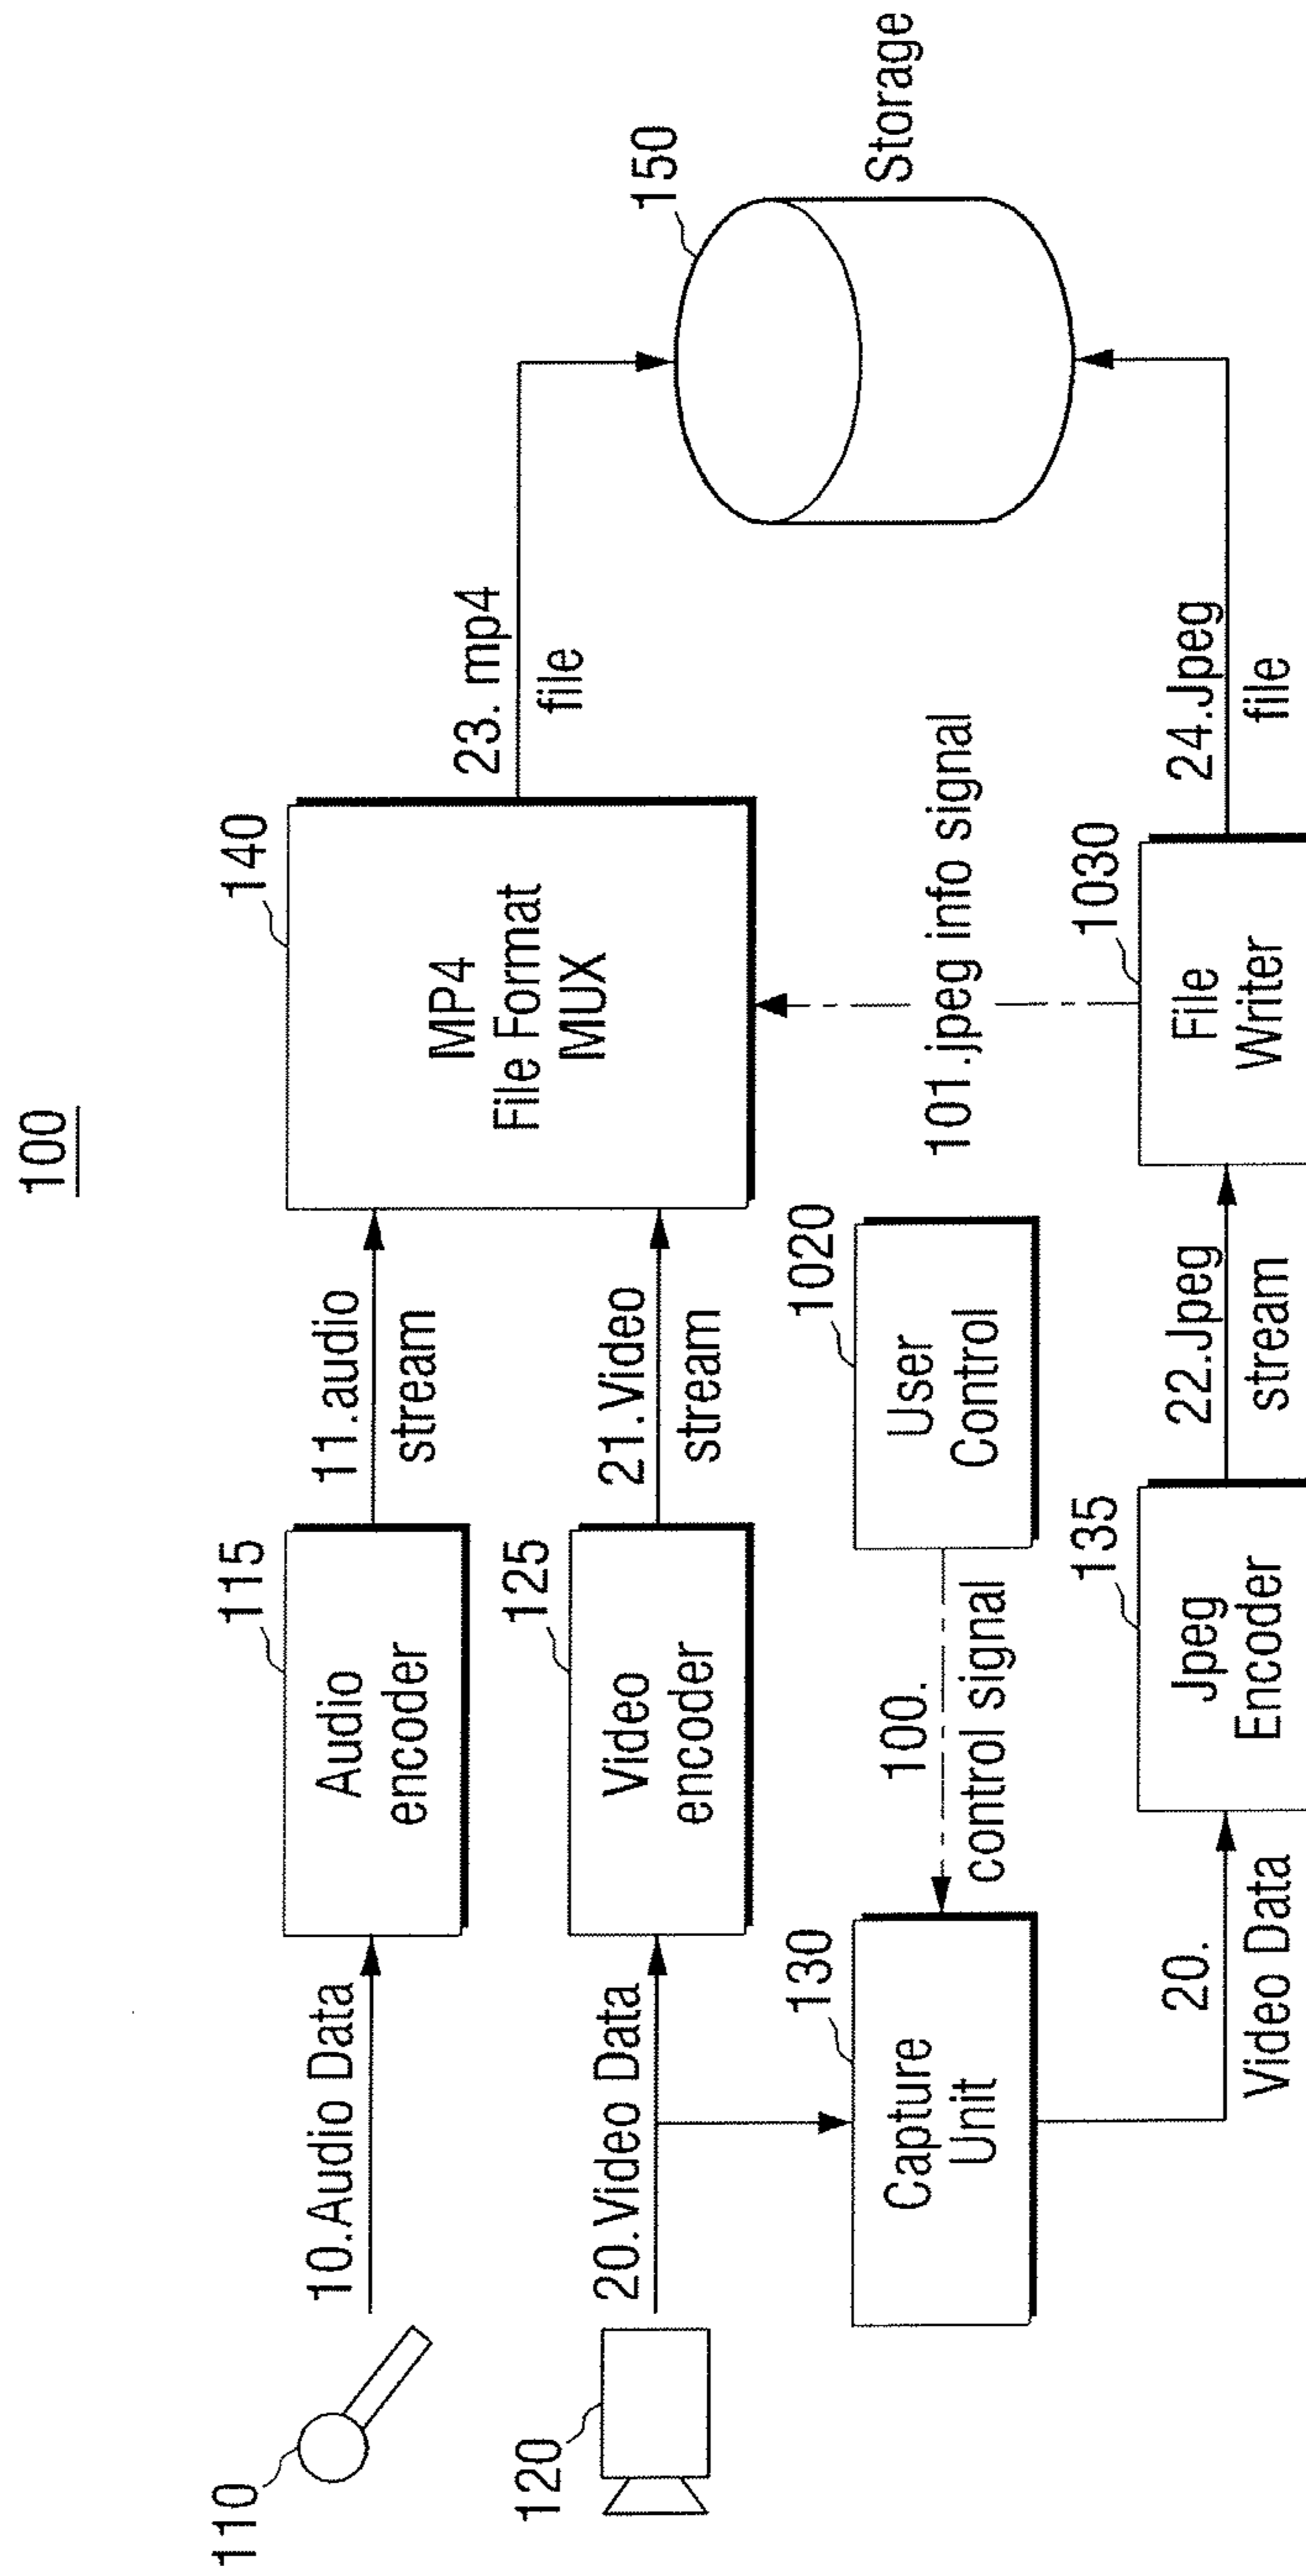 100
110
10.Audio Data
115
Audio
encoder
11.audio
stream
140
MP4
File Format
MUX
23. mp4
file
120
20.Video Data
125
Video
encoder
21.Video
stream
150
Storage
130
Capture
Unit
100.
control signal
1020
User
Control
101.jpeg info signal
20.
Video Data
135
Jpeg
Encoder
22.Jpeg
stream
1030
File
Writer
24.Jpeg
file